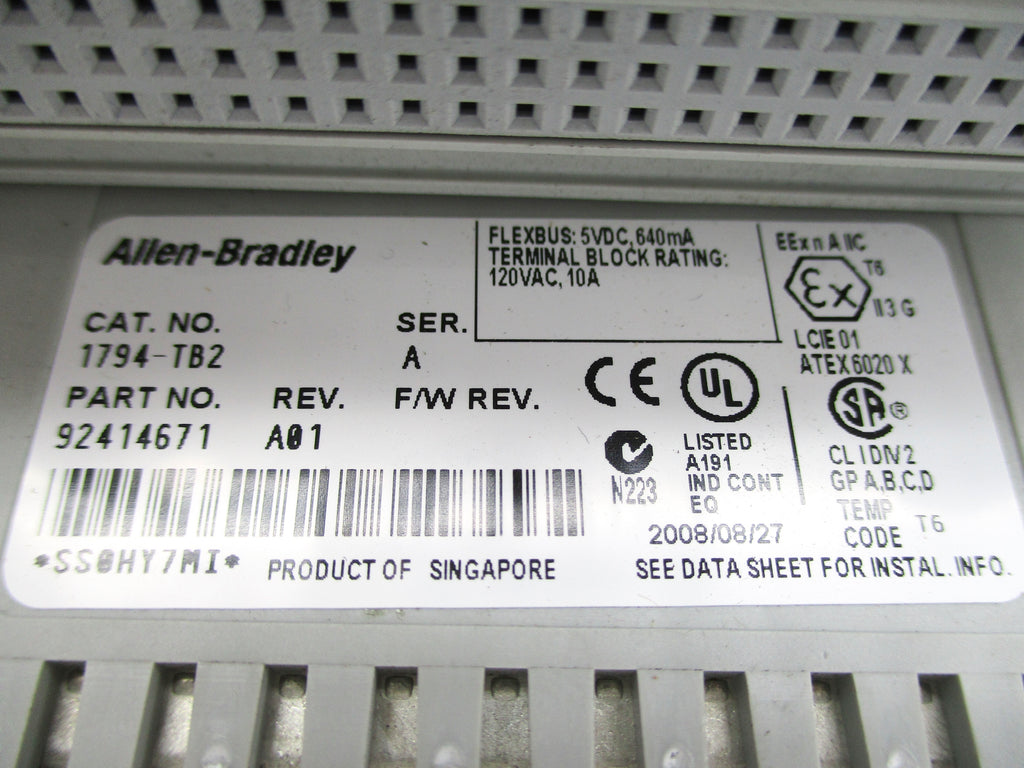 Allen-Bradley
CAT. NO.
SER.
1794-TB2
A
PART NO.
REV.
F/W REV.
92414671
A01
*SS0HY7MI*
PRODUCT OF SINGAPORE
FLEXBUS: 5VDC, 640mA
TERMINAL BLOCK RATING:
120VAC, 10A
EEx n A IIC
T6
Ex
II 3 G
LCIE 01
ATEX 6020 X
CE
UL
LISTED
A191
IND CONT
EQ
N223
SA®
CL I DIV 2
GP A,B,C,D
TEMP
CODE T6
2008/08/27
SEE DATA SHEET FOR INSTAL. INFO.